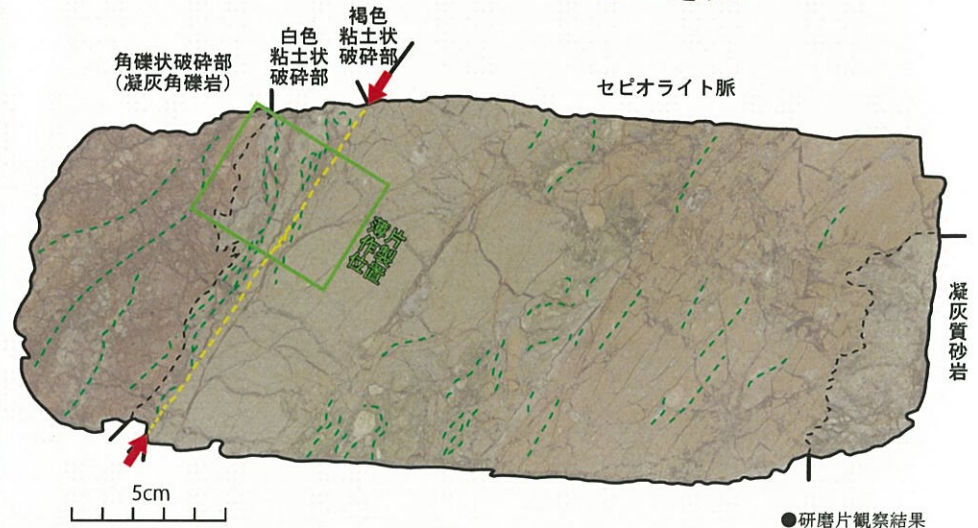 角礫状破砕部
（凝灰角礫岩）
白色
粘土状
破砕部
褐色
粘土状
破砕部
セピオライト脈
薄片
作製
位置
凝灰質砂岩
5cm
●研磨片観察結果